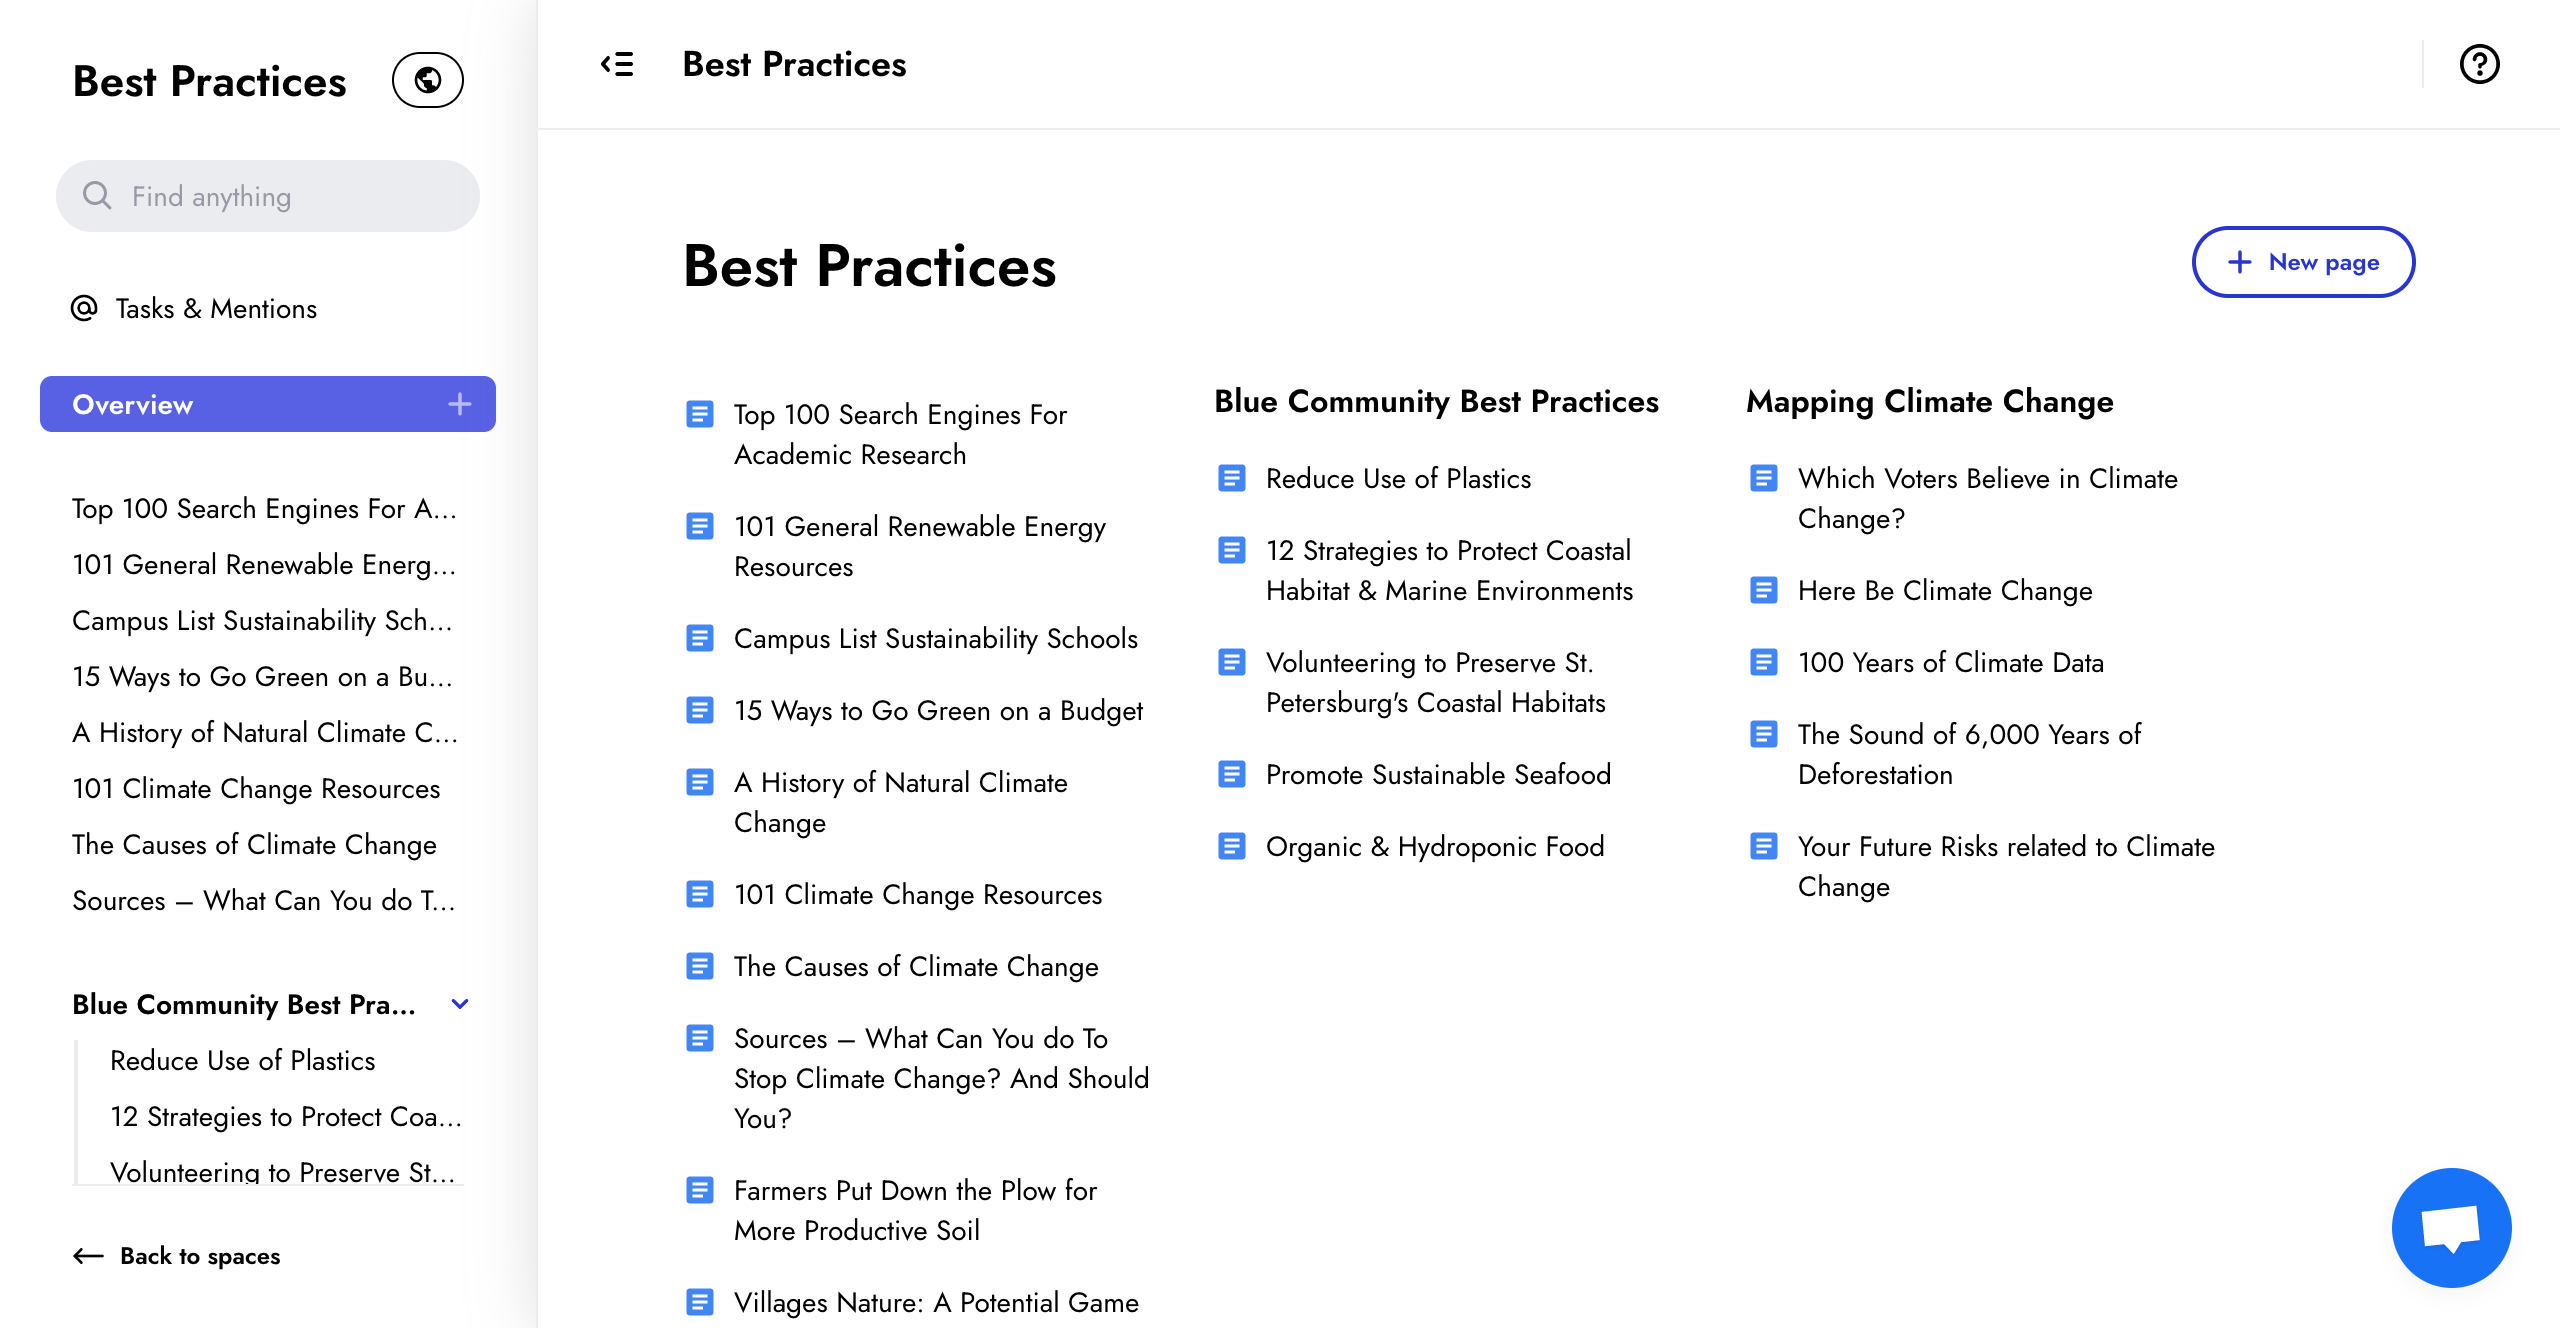 Best Practices
Find anything
Tasks & Mentions
Overview
Top 100 Search Engines For A...
101 General Renewable Energ...
Campus List Sustainability Sch...
15 Ways to Go Green on a Bu...
A History of Natural Climate C...
101 Climate Change Resources
The Causes of Climate Change
Sources – What Can You do T...
Blue Community Best Pra...
Reduce Use of Plastics
12 Strategies to Protect Coa...
Volunteering to Preserve St...
Back to spaces
Best Practices
Best Practices
New page
Top 100 Search Engines For
Academic Research
101 General Renewable Energy
Resources
Campus List Sustainability Schools
15 Ways to Go Green on a Budget
A History of Natural Climate
Change
101 Climate Change Resources
The Causes of Climate Change
Sources – What Can You do To
Stop Climate Change? And Should
You?
Farmers Put Down the Plow for
More Productive Soil
Villages Nature: A Potential Game
Blue Community Best Practices
Reduce Use of Plastics
12 Strategies to Protect Coastal
Habitat & Marine Environments
Volunteering to Preserve St.
Petersburg's Coastal Habitats
Promote Sustainable Seafood
Organic & Hydroponic Food
Mapping Climate Change
Which Voters Believe in Climate
Change?
Here Be Climate Change
100 Years of Climate Data
The Sound of 6,000 Years of
Deforestation
Your Future Risks related to Climate
Change